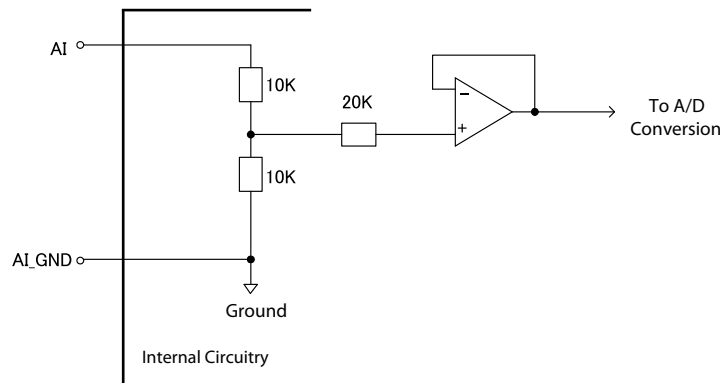 AI
10K
20K
−
+
To A/D
Conversion
10K
AI_GND
Ground
Internal Circuitry